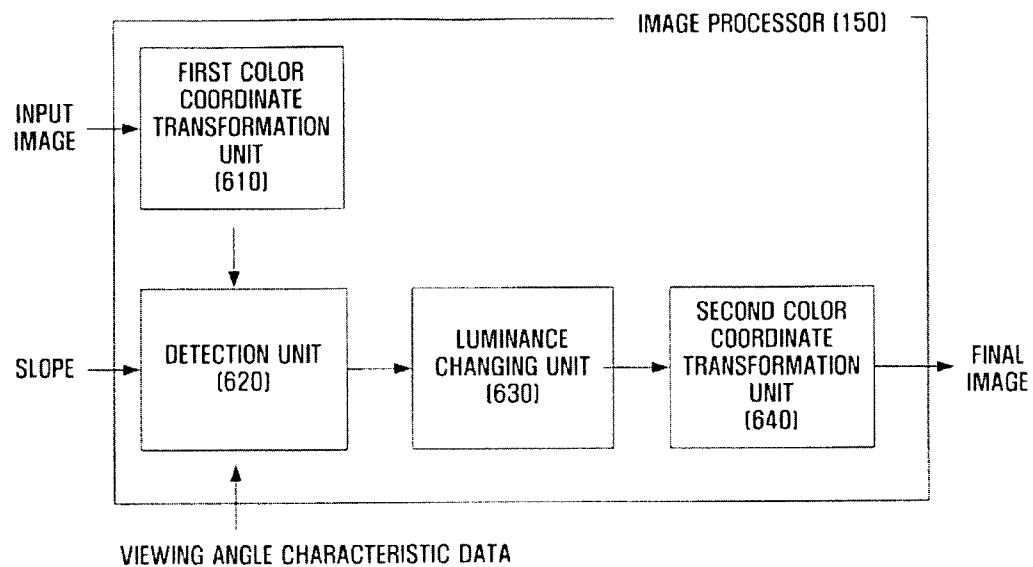 IMAGE PROCESSOR (150)
FIRST COLOR
COORDINATE
TRANSFORMATION
UNIT
(610)
INPUT
IMAGE
SLOPE
DETECTION UNIT
(620)
LUMINANCE
CHANGING UNIT
(630)
SECOND COLOR
COORDINATE
TRANSFORMATION
UNIT
(640)
FINAL
IMAGE
VIEWING ANGLE CHARACTERISTIC DATA